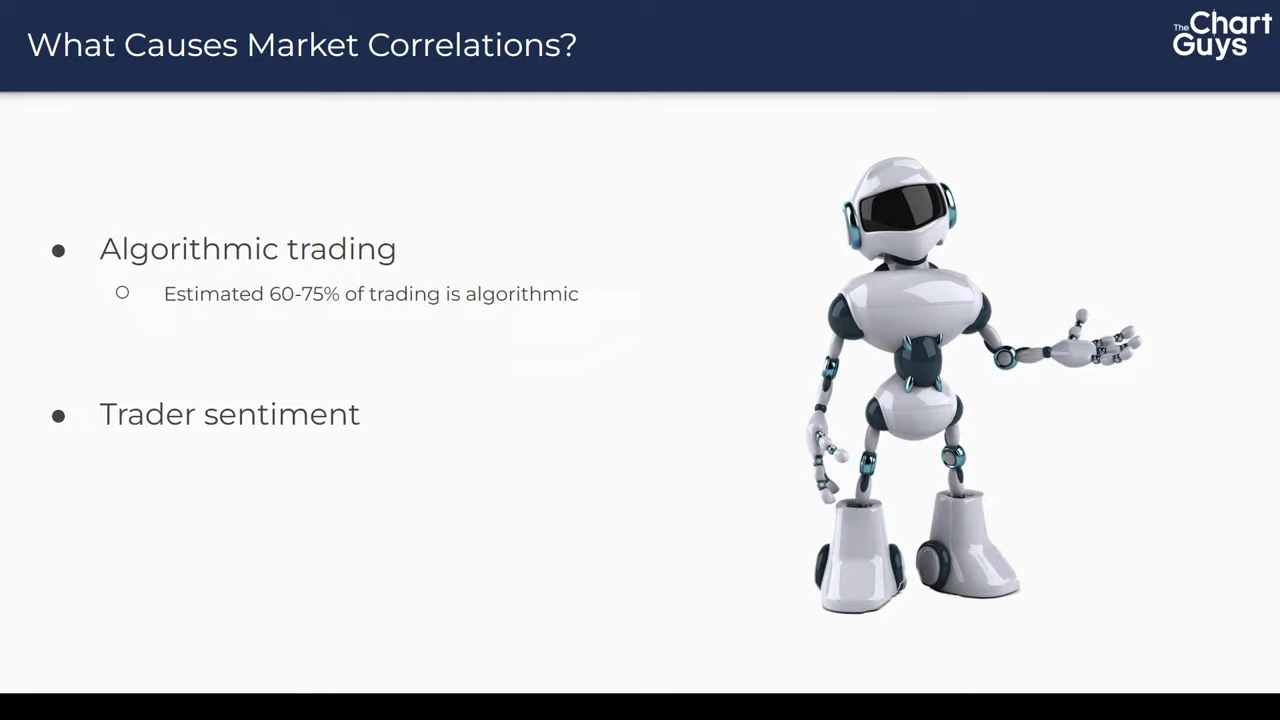 What Causes Market Correlations?
The Chart
Guys
● Algorithmic trading
○ Estimated 60-75% of trading is algorithmic
● Trader sentiment